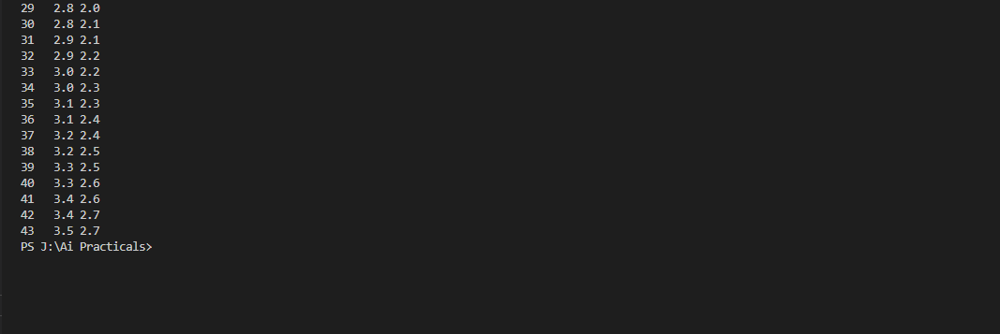 29 2.8 2.0
30 2.8 2.1
31 2.9 2.1
32 2.9 2.2
33 3.0 2.2
34 3.0 2.3
35 3.1 2.3
36 3.1 2.4
37 3.2 2.4
38 3.2 2.5
39 3.3 2.5
40 3.3 2.6
41 3.4 2.6
42 3.4 2.7
43 3.5 2.7
PS J:\Ai Practicals>